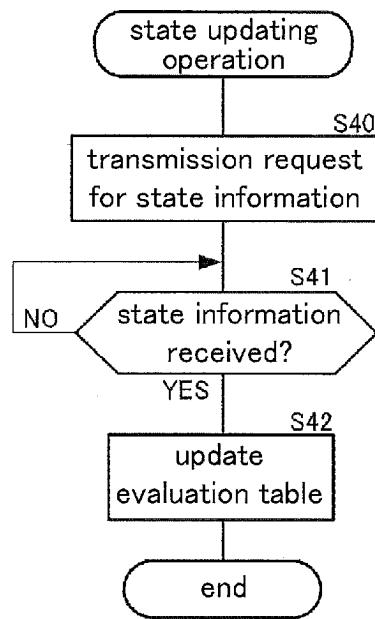 state updating
operation
S40
transmission request
for state information
S41
state information
received?
NO
YES
S42
update
evaluation table
end